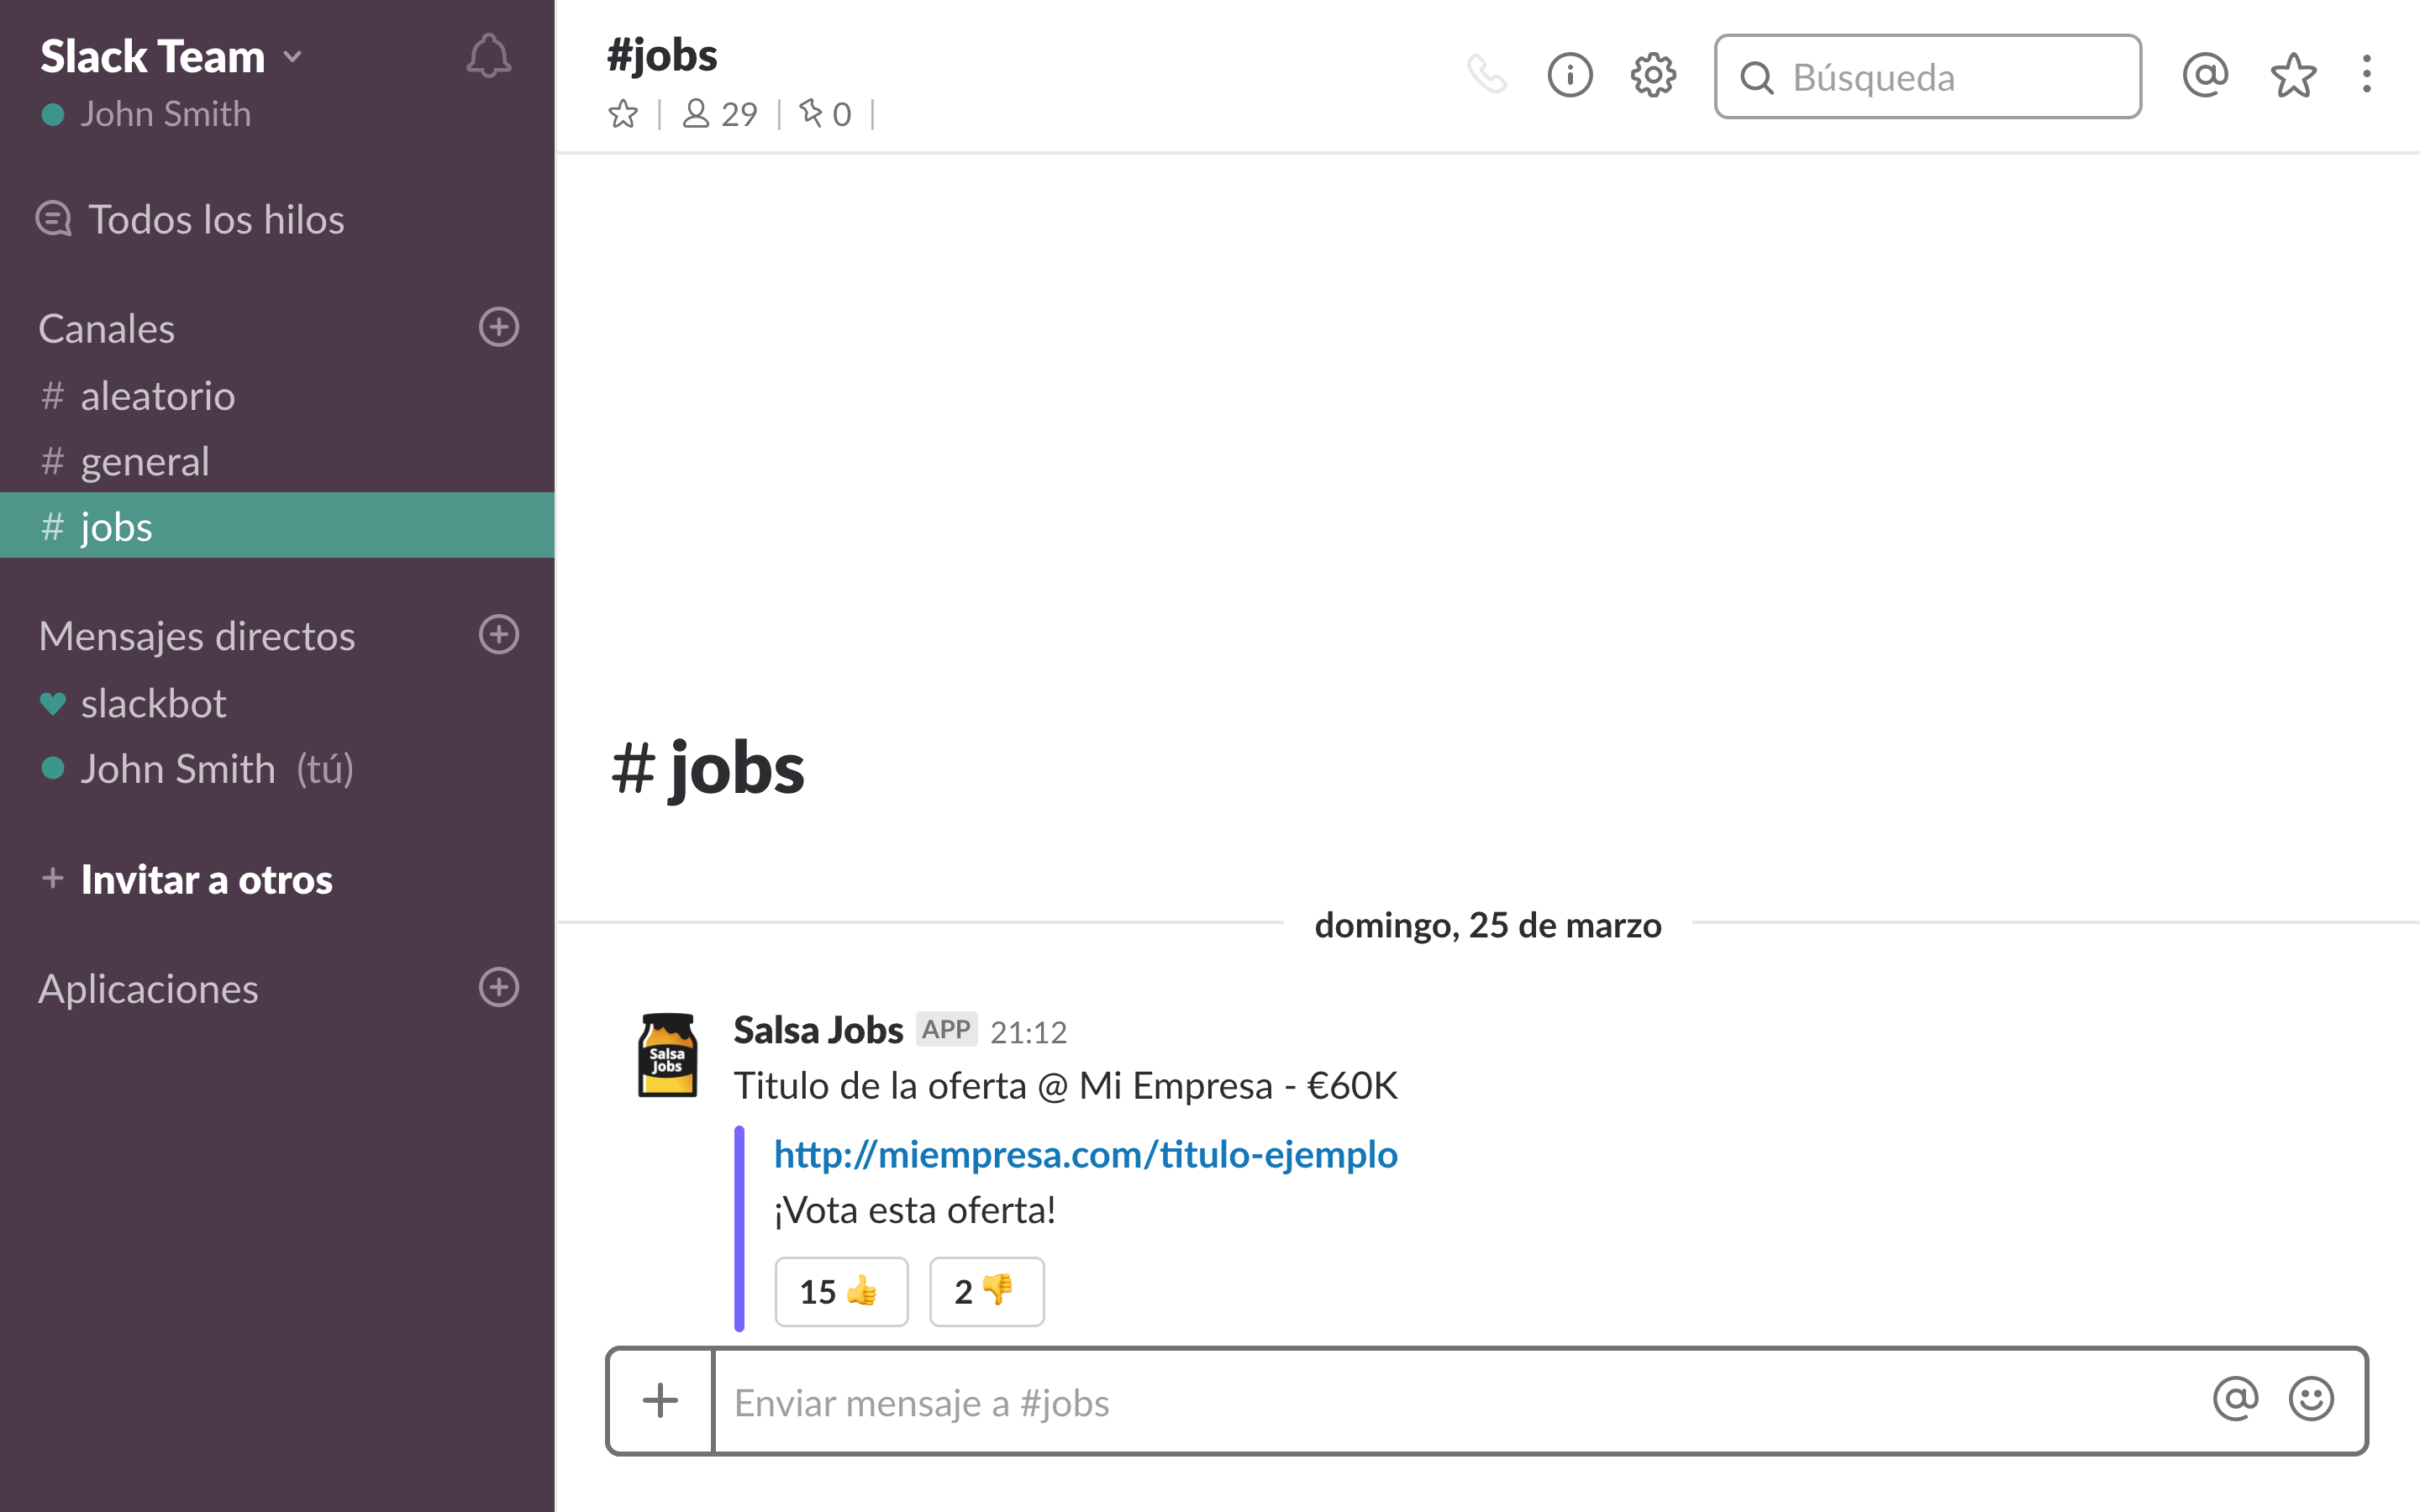 Slack Team
John Smith
Todos los hilos
Canales
# aleatorio
# general
# jobs
Mensajes directos
slackbot
John Smith (tú)
+ Invitar a otros
Aplicaciones
#jobs
29
0
Búsqueda
# jobs
domingo, 25 de marzo
Salsa
Jobs
Salsa Jobs APP 21:12
Titulo de la oferta @ Mi Empresa - €60K
http://miempresa.com/titulo-ejemplo
¡Vota esta oferta!
15 👍 2 👎
Enviar mensaje a #jobs